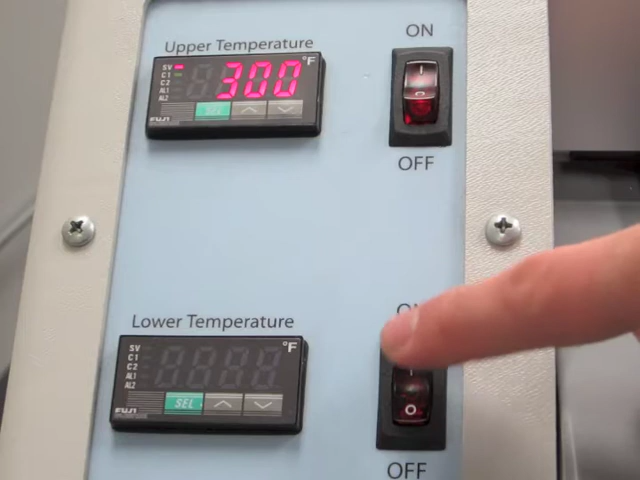 Upper Temperature
ON
SV
C1
C2
AL1
AL2
300
°F
SEL
FUJI
I
O
OFF
Lower Temperature
SV
C1
C2
AL1
AL2
°F
SEL
FUJI
O
OFF